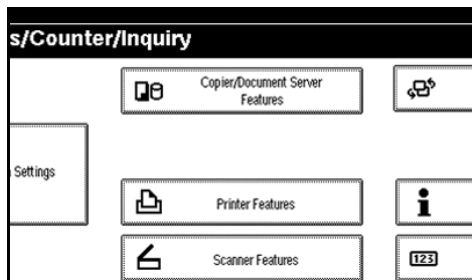 s/Counter/Inquiry
Copier/Document Server
Features
Settings
Printer Features
Scanner Features
123